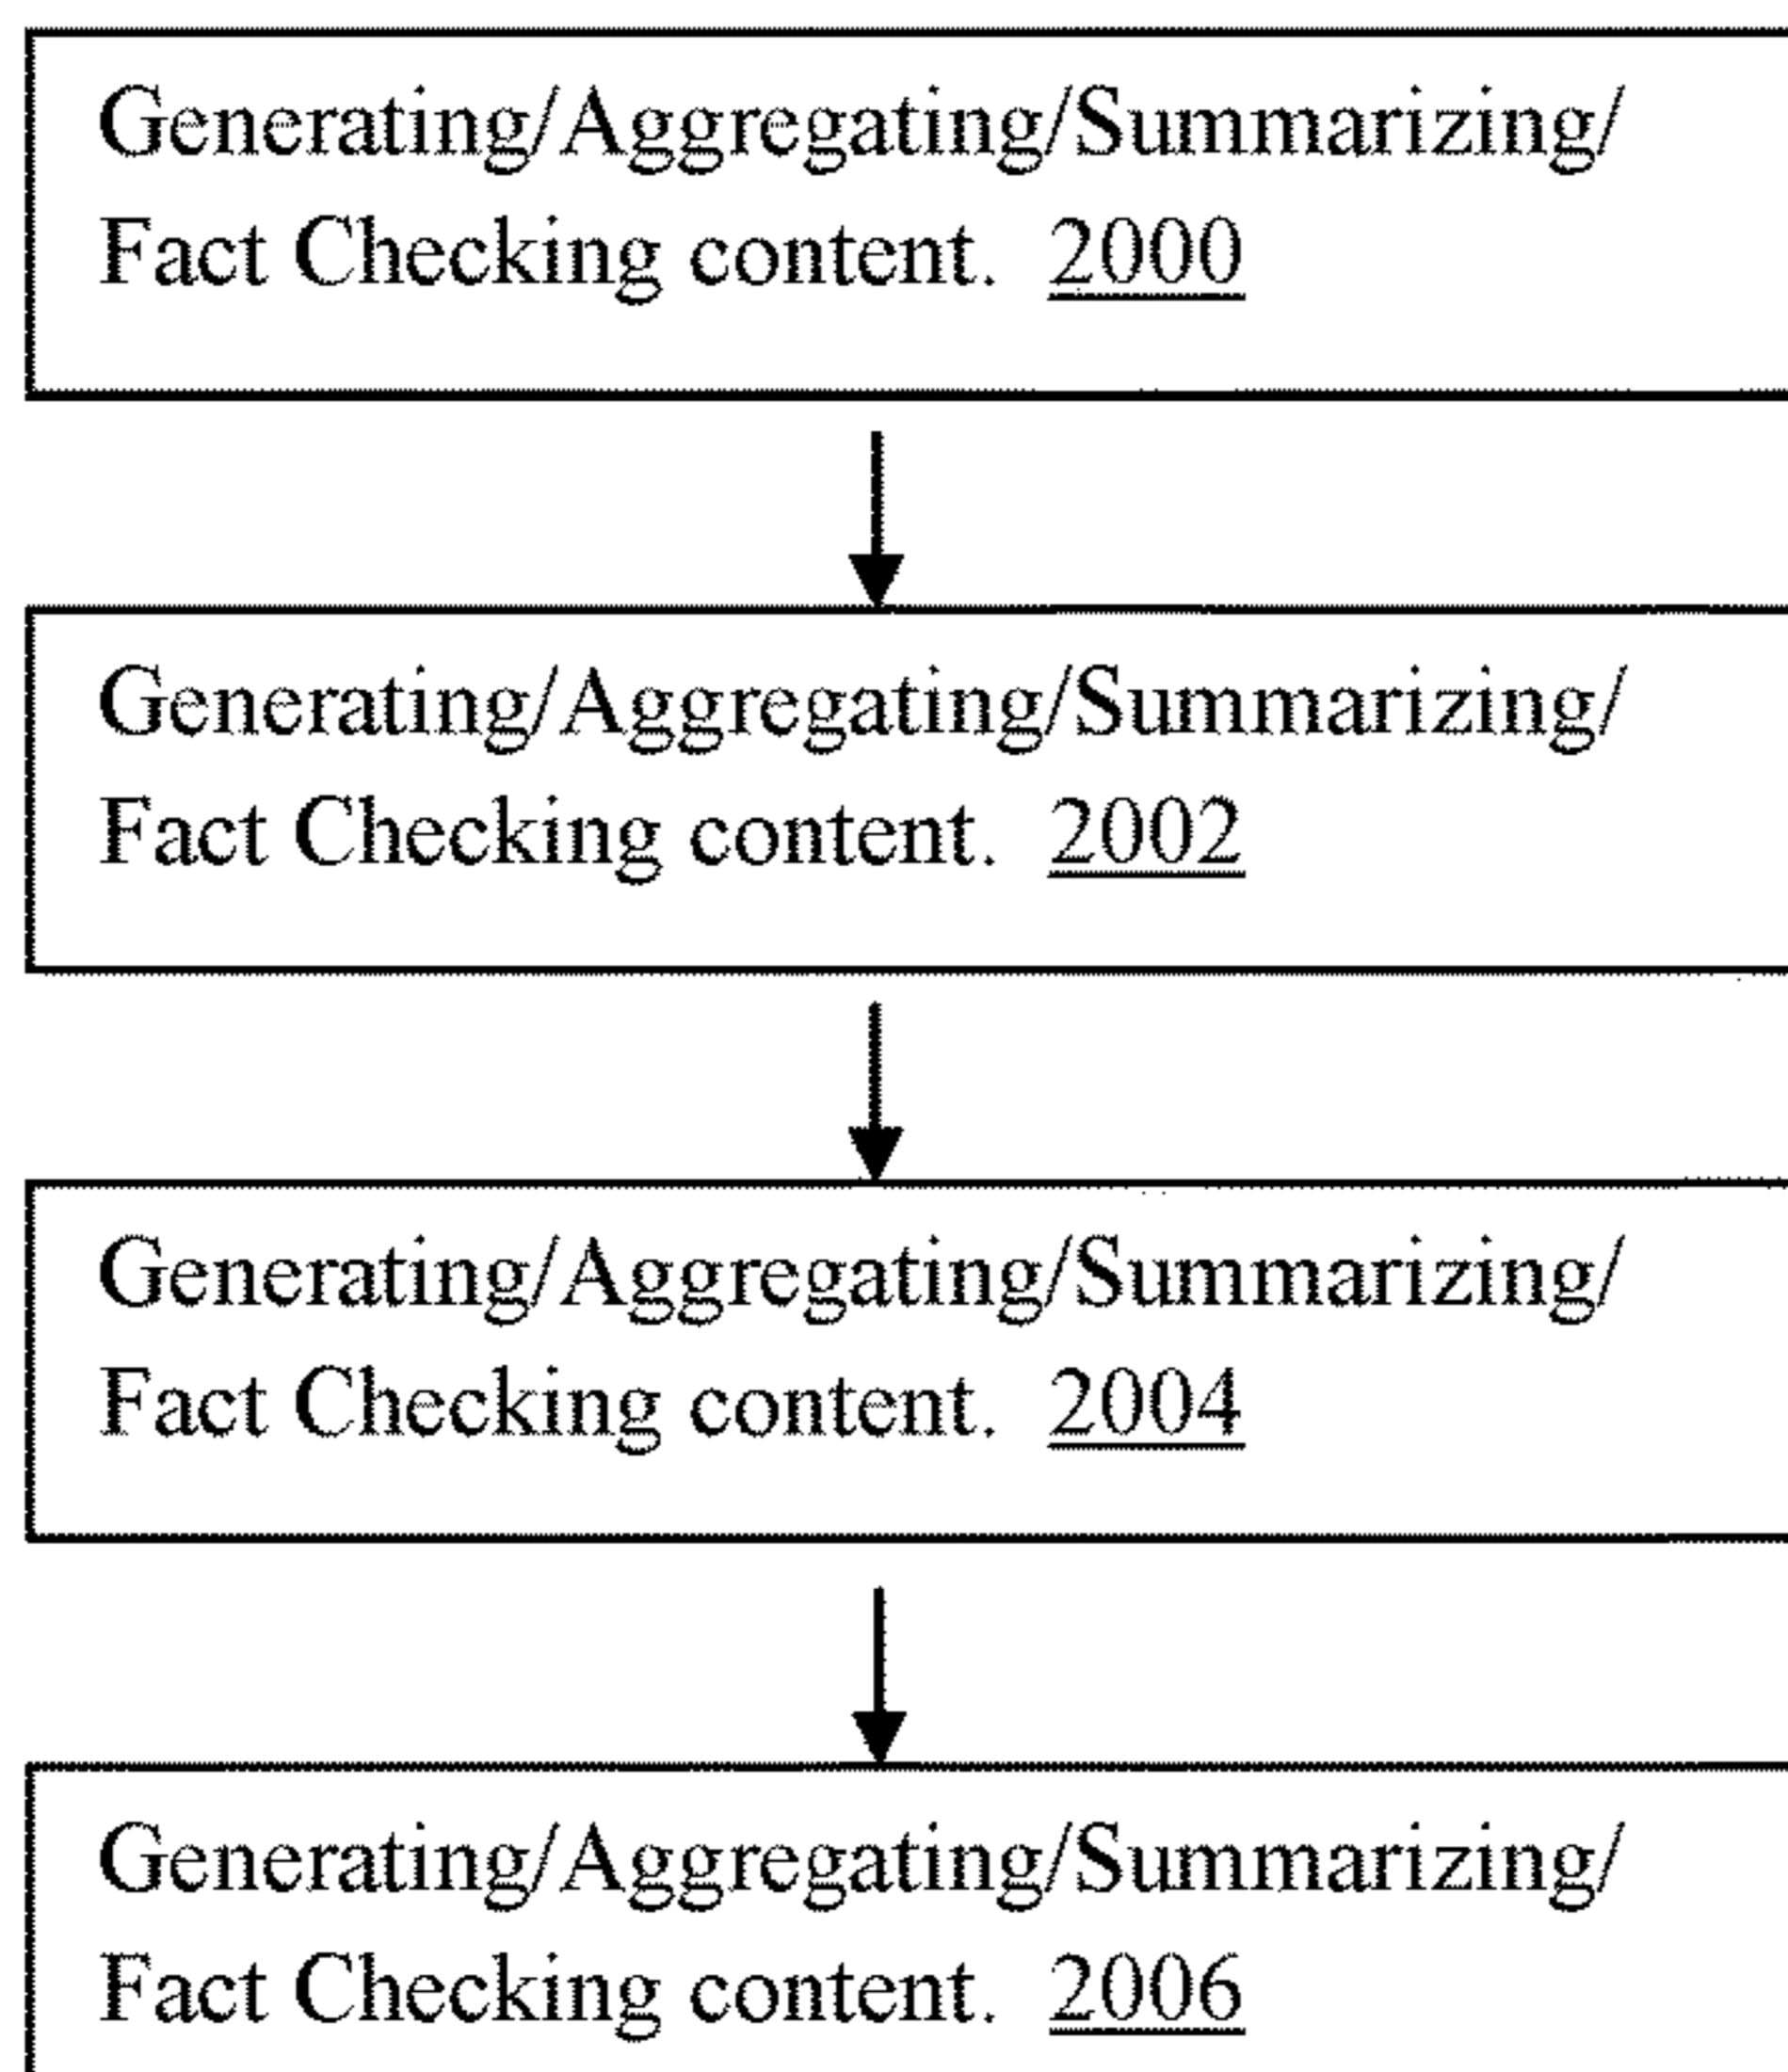 Generating/Aggregating/Summarizing/
Fact Checking content. 2000
Generating/Aggregating/Summarizing/
Fact Checking content. 2002
Generating/Aggregating/Summarizing/
Fact Checking content. 2004
Generating/Aggregating/Summarizing/
Fact Checking content. 2006